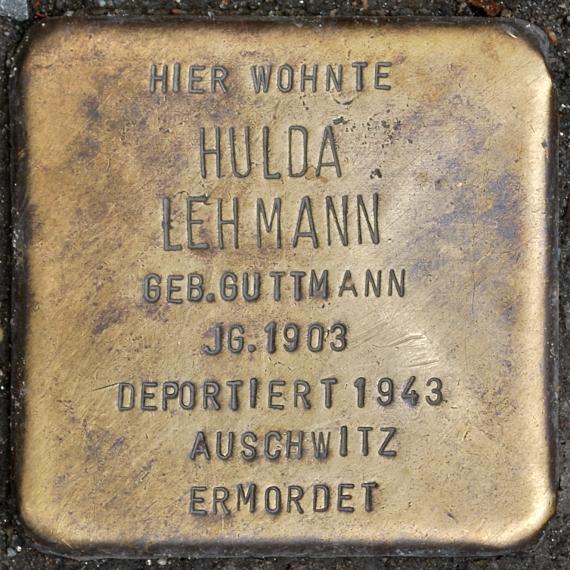 HIER WOHNTE
HULDA
LEHMANN
GEB. GUTTMANN
JG. 1903
DEPORTIERT 1943
AUSCHWITZ
ERMORDET